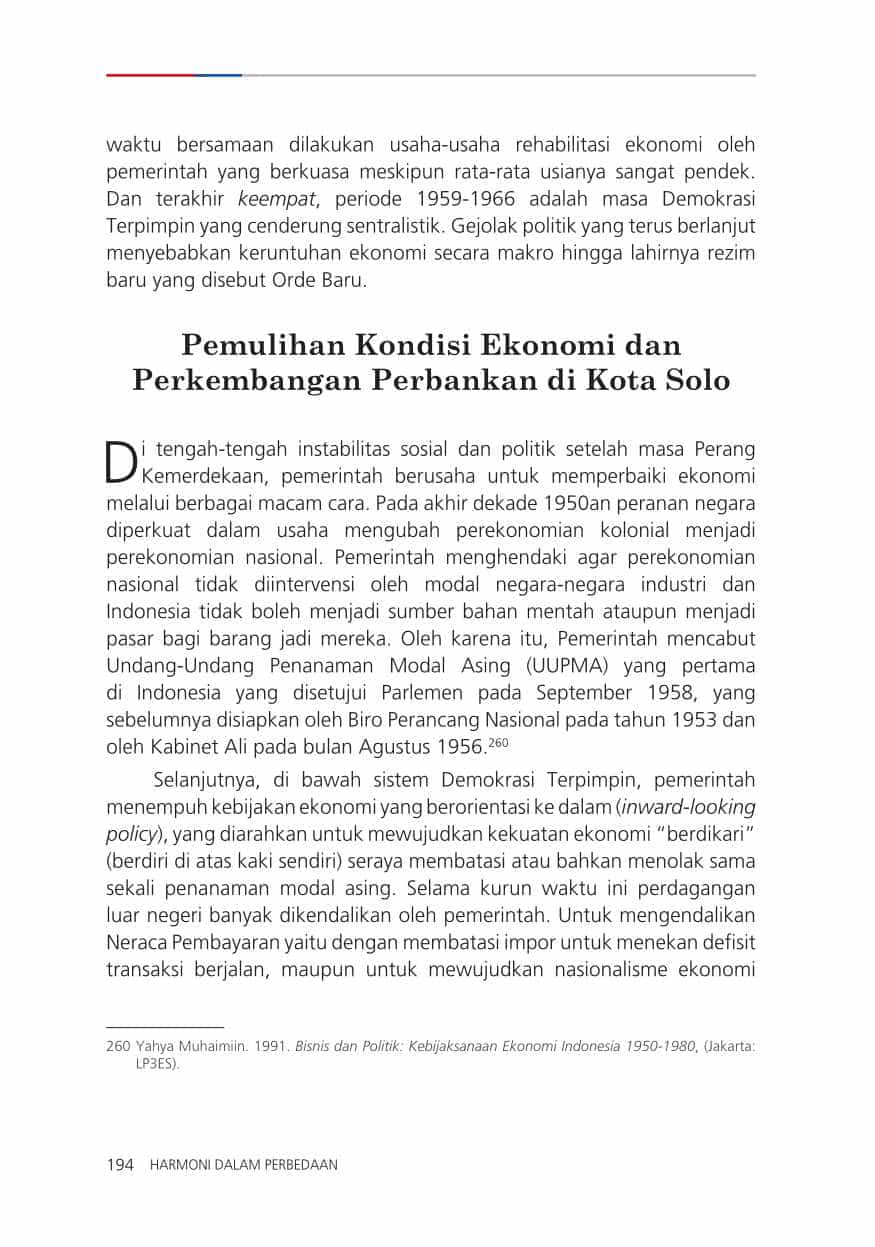 waktu bersamaan dilakukan usaha-usaha rehabilitasi ekonomi oleh
pemerintah yang berkuasa meskipun rata-rata usianya sangat pendek.
Dan terakhir keempat, periode 1959-1966 adalah masa Demokrasi
Terpimpin yang cenderung sentralistik. Gejolak politik yang terus berlanjut
menyebabkan keruntuhan ekonomi secara makro hingga lahirnya rezim
baru yang disebut Orde Baru.
Pemulihan Kondisi Ekonomi dan
Perkembangan Perbankan di Kota Solo
Di tengah-tengah instabilitas sosial dan politik setelah masa Perang
Kemerdekaan, pemerintah berusaha untuk memperbaiki ekonomi
melalui berbagai macam cara. Pada akhir dekade 1950an peranan negara
diperkuat dalam usaha mengubah perekonomian kolonial menjadi
perekonomian nasional. Pemerintah menghendaki agar perekonomian
nasional tidak diintervensi oleh modal negara-negara industri dan
Indonesia tidak boleh menjadi sumber bahan mentah ataupun menjadi
pasar bagi barang jadi mereka. Oleh karena itu, Pemerintah mencabut
Undang-Undang Penanaman Modal Asing (UUPMA) yang pertama
di Indonesia yang disetujui Parlemen pada September 1958, yang
sebelumnya disiapkan oleh Biro Perancang Nasional pada tahun 1953 dan
oleh Kabinet Ali pada bulan Agustus 1956.260
Selanjutnya, di bawah sistem Demokrasi Terpimpin, pemerintah
menempuh kebijakan ekonomi yang berorientasi ke dalam (inward-looking
policy), yang diarahkan untuk mewujudkan kekuatan ekonomi “berdikari”
(berdiri di atas kaki sendiri) seraya membatasi atau bahkan menolak sama
sekali penanaman modal asing. Selama kurun waktu ini perdagangan
luar negeri banyak dikendalikan oleh pemerintah. Untuk mengendalikan
Neraca Pembayaran yaitu dengan membatasi impor untuk menekan defisit
transaksi berjalan, maupun untuk mewujudkan nasionalisme ekonomi
260 Yahya Muhaimiin. 1991. Bisnis dan Politik: Kebijaksanaan Ekonomi Indonesia 1950-1980, (Jakarta:
LP3ES).
194 HARMONI DALAM PERBEDAAN